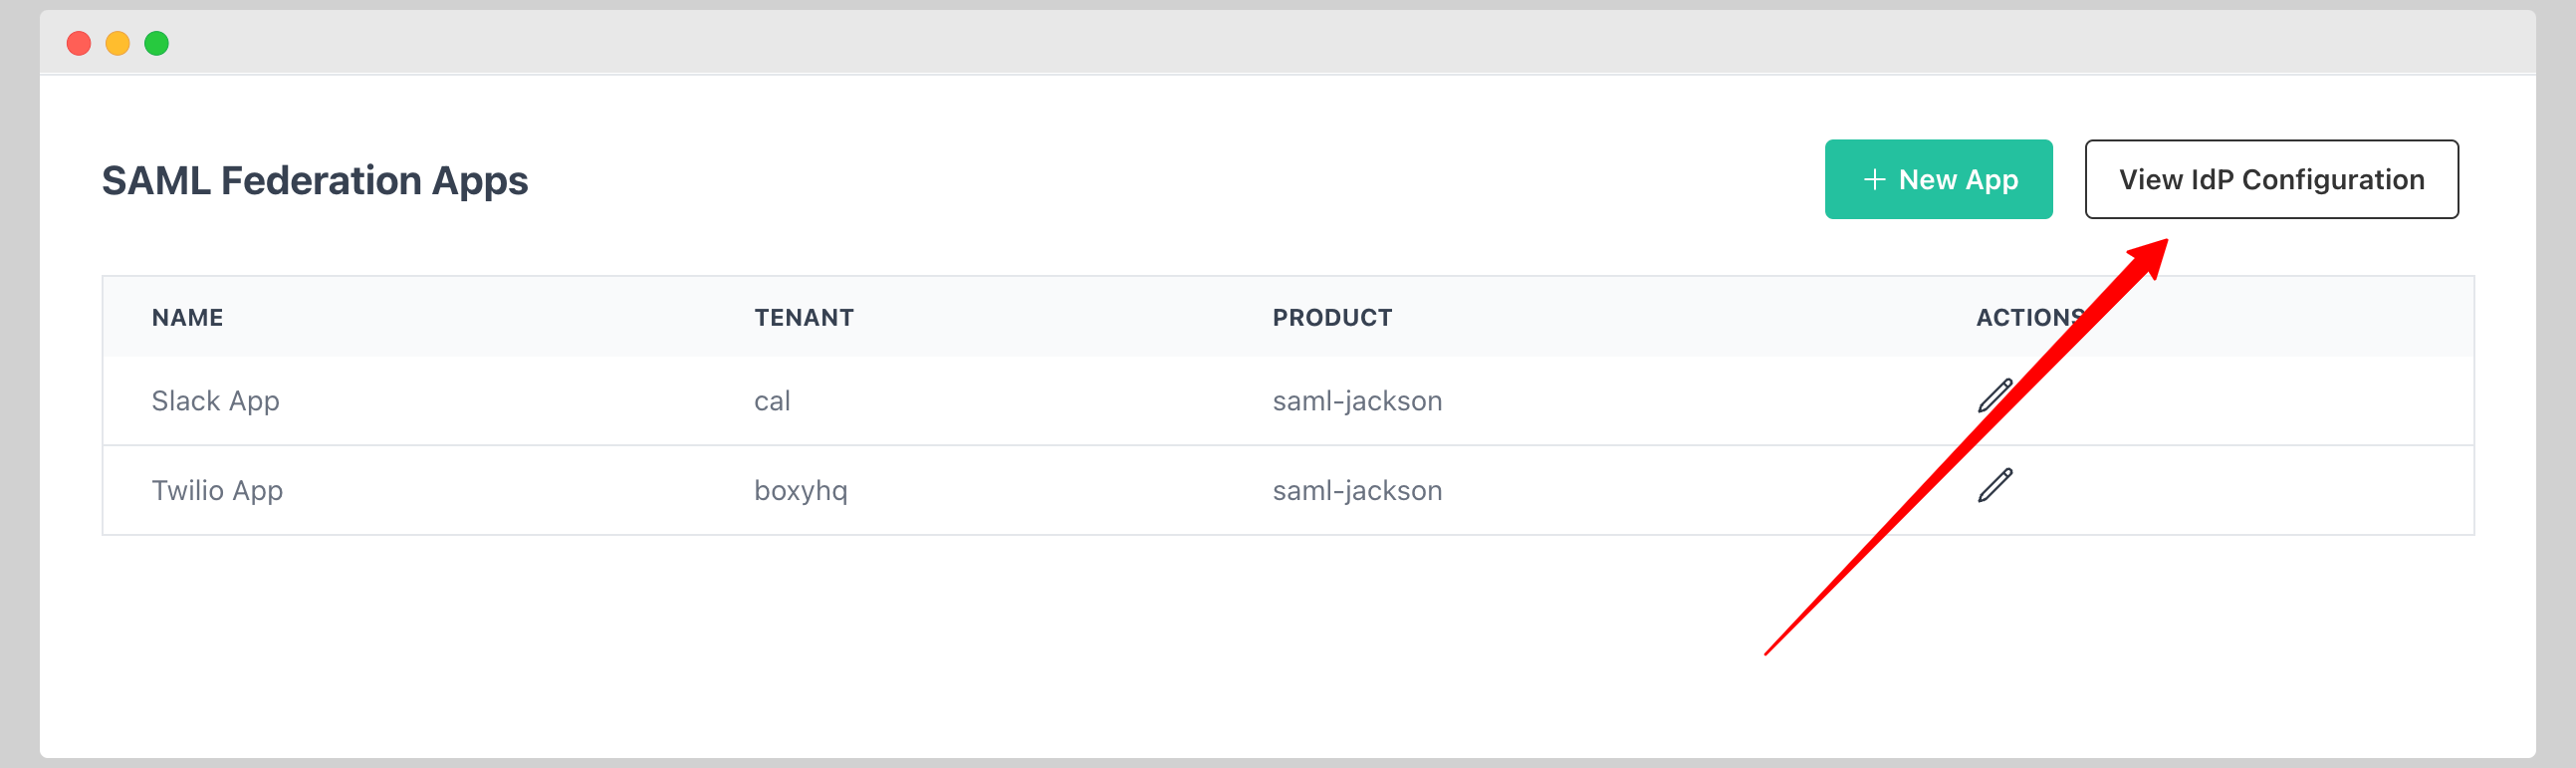 SAML Federation Apps
+ New App
View IdP Configuration
NAME TENANT PRODUCT ACTIONS
Slack App cal saml-jackson
Twilio App boxyhq saml-jackson